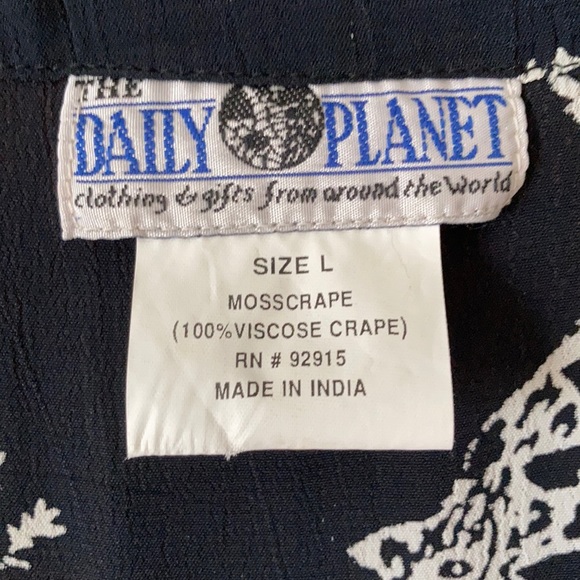 THE
DAILY PLANET
clothing & gifts from around the World
SIZE L
MOSSCRAPE
(100%VISCOSE CRAPE)
RN # 92915
MADE IN INDIA